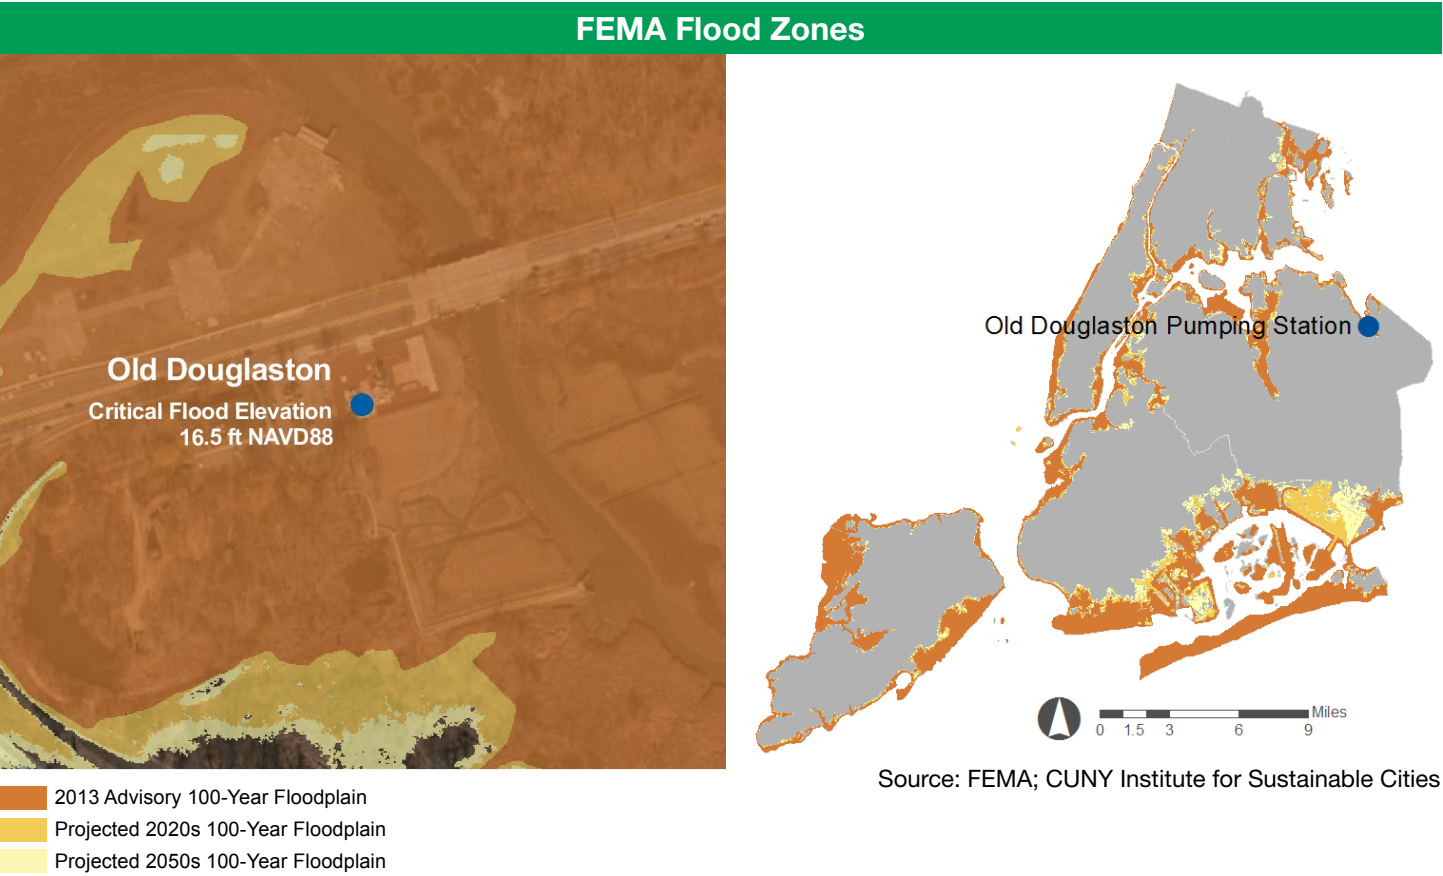 FEMA Flood Zones
Old Douglaston
Critical Flood Elevation
16.5 ft NAVD88
Old Douglaston Pumping Station
Miles
0 1.5 3 6 9
Source: FEMA; CUNY Institute for Sustainable Cities
2013 Advisory 100-Year Floodplain
Projected 2020s 100-Year Floodplain
Projected 2050s 100-Year Floodplain